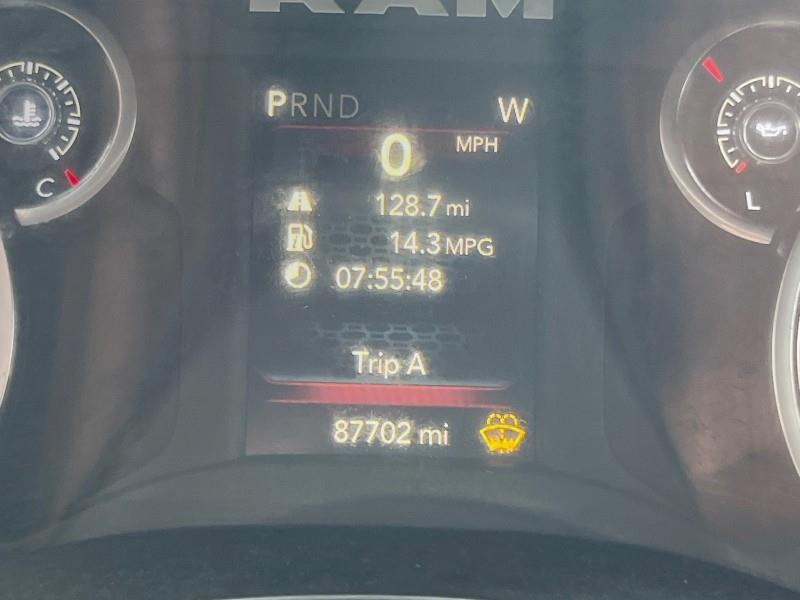 RAM
PRND W
0 MPH
128.7 mi
14.3 MPG
07:55:48
Trip A
87702 mi
C
L